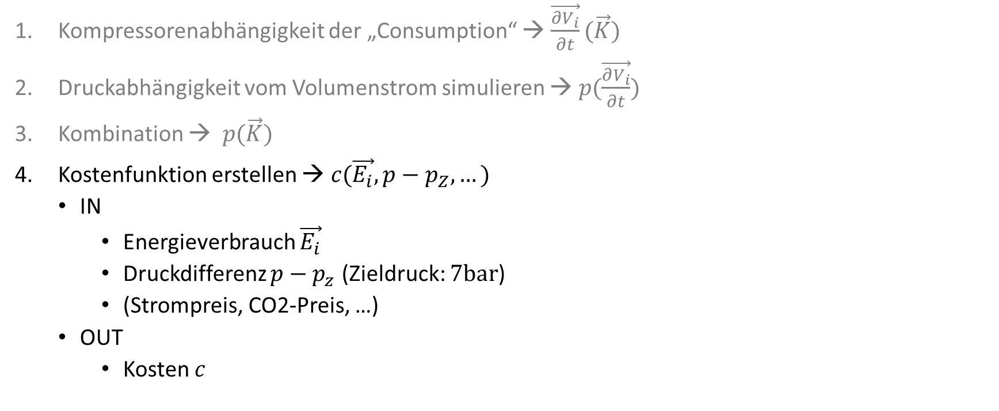 1. Kompressorenabhängigkeit der „Consumption“ → $\frac{\overrightarrow{\partial V_i}}{\partial t}(\vec{K})$
2. Druckabhängigkeit vom Volumenstrom simulieren → $p(\frac{\overrightarrow{\partial V_i}}{\partial t})$
3. Kombination → $p(\vec{K})$
4. Kostenfunktion erstellen → $c(\overrightarrow{E_i}, p - p_Z, …)$
• IN
• Energieverbrauch $\overrightarrow{E_i}$
• Druckdifferenz $p - p_z$ (Zieldruck: 7bar)
• (Strompreis, CO2-Preis, …)
• OUT
• Kosten $c$